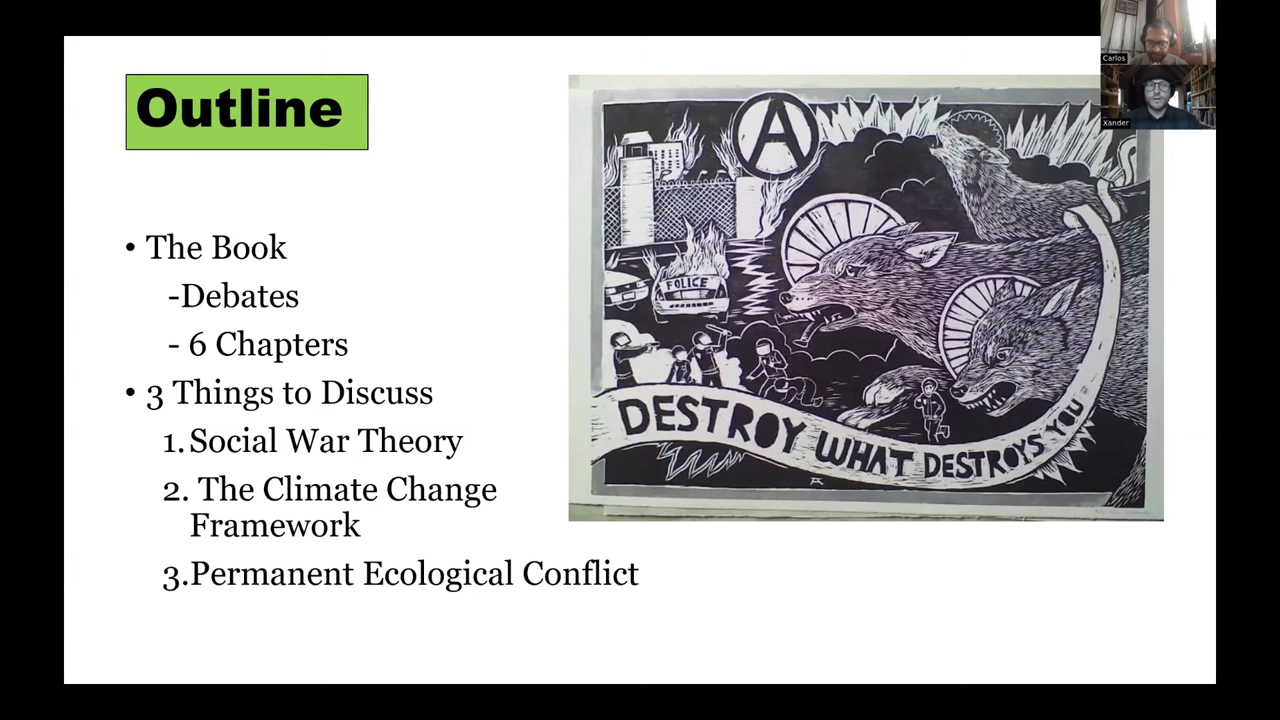 Outline
• The Book
-Debates
- 6 Chapters
• 3 Things to Discuss
1. Social War Theory
2. The Climate Change
Framework
3.Permanent Ecological Conflict
A
POLICE
DESTROY WHAT DESTROYS YOU
Carlos
Xander